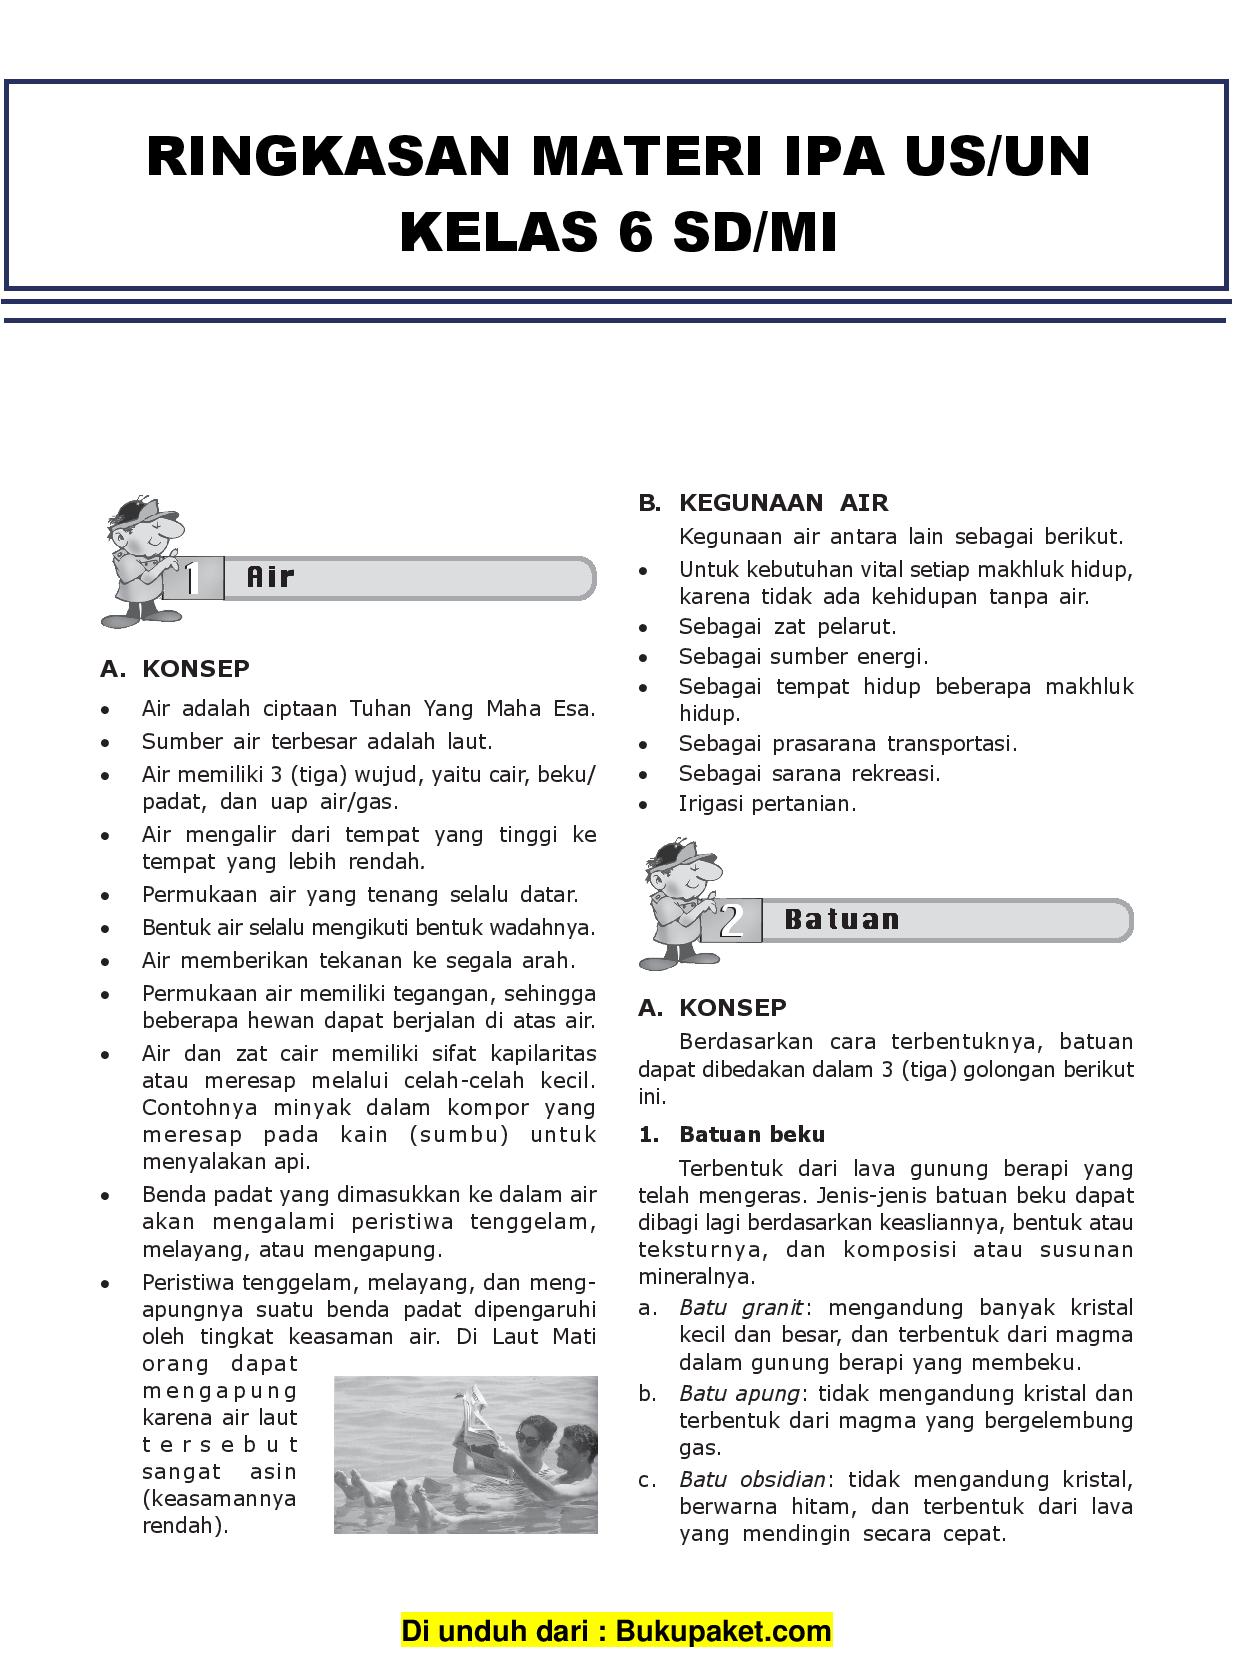 RINGKASAN MATERI IPA US/UN
KELAS 6 SD/MI
1 Air
A. KONSEP
• Air adalah ciptaan Tuhan Yang Maha Esa.
• Sumber air terbesar adalah laut.
• Air memiliki 3 (tiga) wujud, yaitu cair, beku/
padat, dan uap air/gas.
• Air mengalir dari tempat yang tinggi ke
tempat yang lebih rendah.
• Permukaan air yang tenang selalu datar.
• Bentuk air selalu mengikuti bentuk wadahnya.
• Air memberikan tekanan ke segala arah.
• Permukaan air memiliki tegangan, sehingga
beberapa hewan dapat berjalan di atas air.
• Air dan zat cair memiliki sifat kapilaritas
atau meresap melalui celah-celah kecil.
Contohnya minyak dalam kompor yang
meresap pada kain (sumbu) untuk
menyalakan api.
• Benda padat yang dimasukkan ke dalam air
akan mengalami peristiwa tenggelam,
melayang, atau mengapung.
• Peristiwa tenggelam, melayang, dan meng-
apungnya suatu benda padat dipengaruhi
oleh tingkat keasaman air. Di Laut Mati
orang dapat
mengapung
karena air laut
tersebut
sangat asin
(keasamannya
rendah).
B. KEGUNAAN AIR
Kegunaan air antara lain sebagai berikut.
• Untuk kebutuhan vital setiap makhluk hidup,
karena tidak ada kehidupan tanpa air.
• Sebagai zat pelarut.
• Sebagai sumber energi.
• Sebagai tempat hidup beberapa makhluk
hidup.
• Sebagai prasarana transportasi.
• Sebagai sarana rekreasi.
• Irigasi pertanian.
2 Batuan
A. KONSEP
Berdasarkan cara terbentuknya, batuan
dapat dibedakan dalam 3 (tiga) golongan berikut
ini.
1. Batuan beku
Terbentuk dari lava gunung berapi yang
telah mengeras. Jenis-jenis batuan beku dapat
dibagi lagi berdasarkan keasliannya, bentuk atau
teksturnya, dan komposisi atau susunan
mineralnya.
a. Batu granit: mengandung banyak kristal
kecil dan besar, dan terbentuk dari magma
dalam gunung berapi yang membeku.
b. Batu apung: tidak mengandung kristal dan
terbentuk dari magma yang bergelembung
gas.
c. Batu obsidian: tidak mengandung kristal,
berwarna hitam, dan terbentuk dari lava
yang mendingin secara cepat.
Di unduh dari : Bukupaket.com